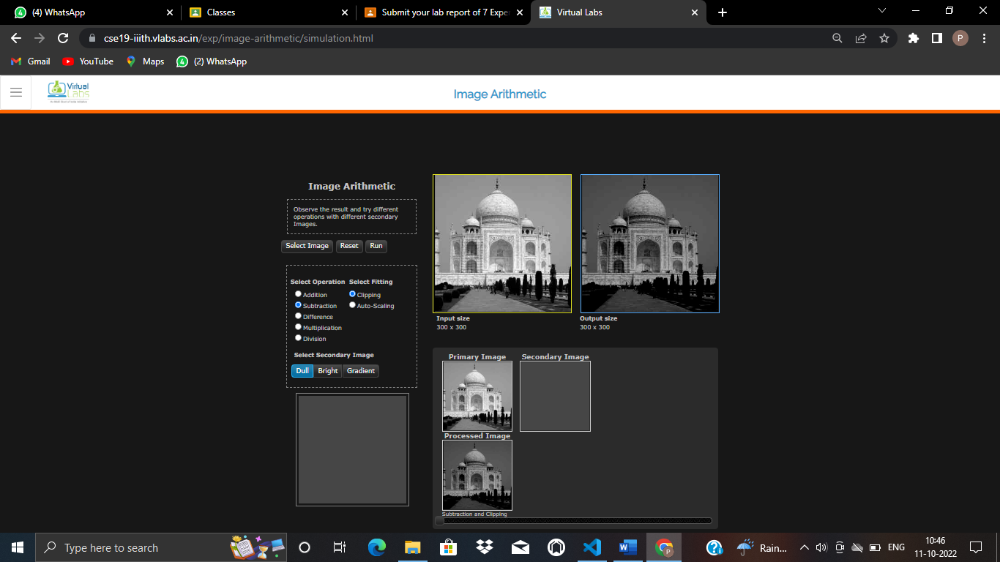 (4) WhatsApp
Classes
Submit your lab report of 7 Expe
Virtual Labs
cse19-iiith.vlabs.ac.in/exp/image-arithmetic/simulation.html
P
M Gmail
YouTube
Maps
(2) WhatsApp
Virtual
Labs
Image Arithmetic
Image Arithmetic
Observe the result and try different
operations with different secondary
Images.
Select Image
Reset
Run
Select Operation
Select Fitting
Addition
Clipping
Subtraction
Auto-Scaling
Difference
Multiplication
Division
Select Secondary Image
Dull
Bright
Gradient
Input size
300 x 300
Output size
300 x 300
Primary Image
Secondary Image
Processed Image
Subtraction and Clipping
Type here to search
Rain...
ENG
10:46
11-10-2022